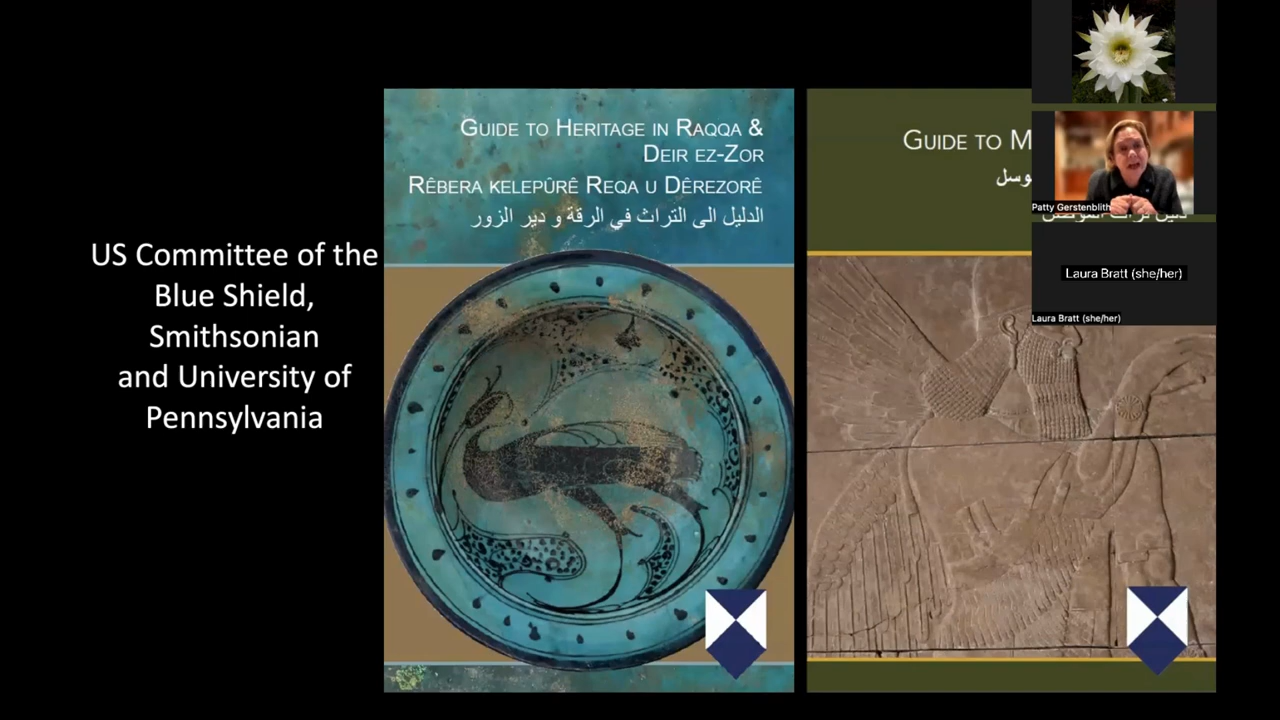 US Committee of the
Blue Shield,
Smithsonian
and University of
Pennsylvania
GUIDE TO HERITAGE IN RAQQA &
DEIR EZ-ZOR
RÊBERA KELEPÛRÊ REQA U DÊREZORÊ
الدليل الى التراث في الرقة و دير الزور
GUIDE TO M
Patty Gerstenblith
Laura Bratt (she/her)
Laura Bratt (she/her)